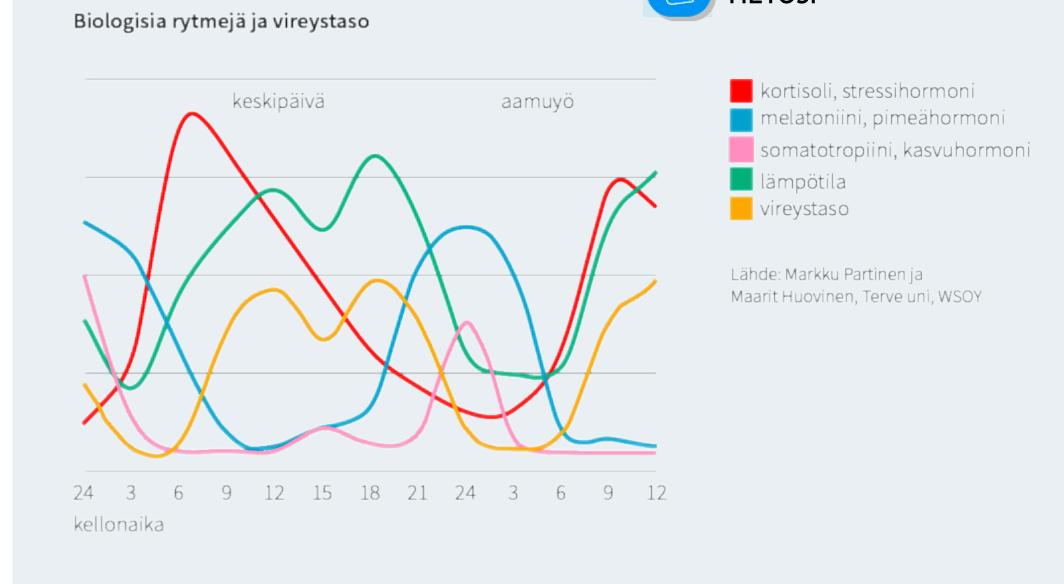 Biologisia rytmejä ja vireystaso
keskipäivä
aamuyö
kortisoli, stressihormoni
melatoniini, pimeähormoni
somatotropiini, kasvuhormoni
lämpötila
vireystaso
Lähde: Markku Partinen ja
Maarit Huovinen, Terve uni, WSOY
24 3 6 9 12 15 18 21 24 3 6 9 12
kellonaika